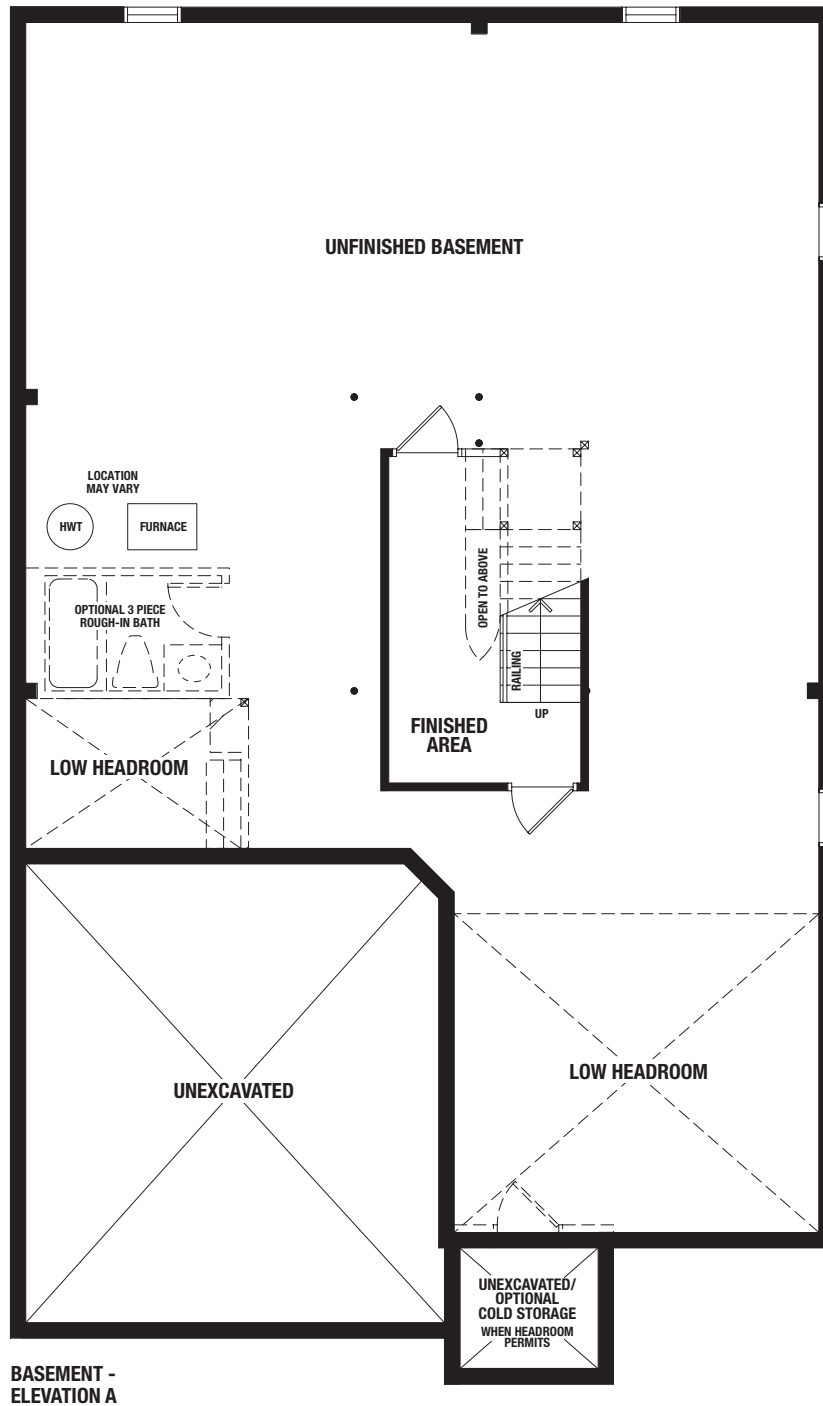 UNFINISHED BASEMENT
LOCATION
MAY VARY
HWT
FURNACE
OPTIONAL 3 PIECE
ROUGH-IN BATH
OPEN TO ABOVE
RAILING
UP
FINISHED
AREA
LOW HEADROOM
UNEXCAVATED
LOW HEADROOM
UNEXCAVATED/
OPTIONAL
COLD STORAGE
WHEN HEADROOM
PERMITS
BASEMENT -
ELEVATION A